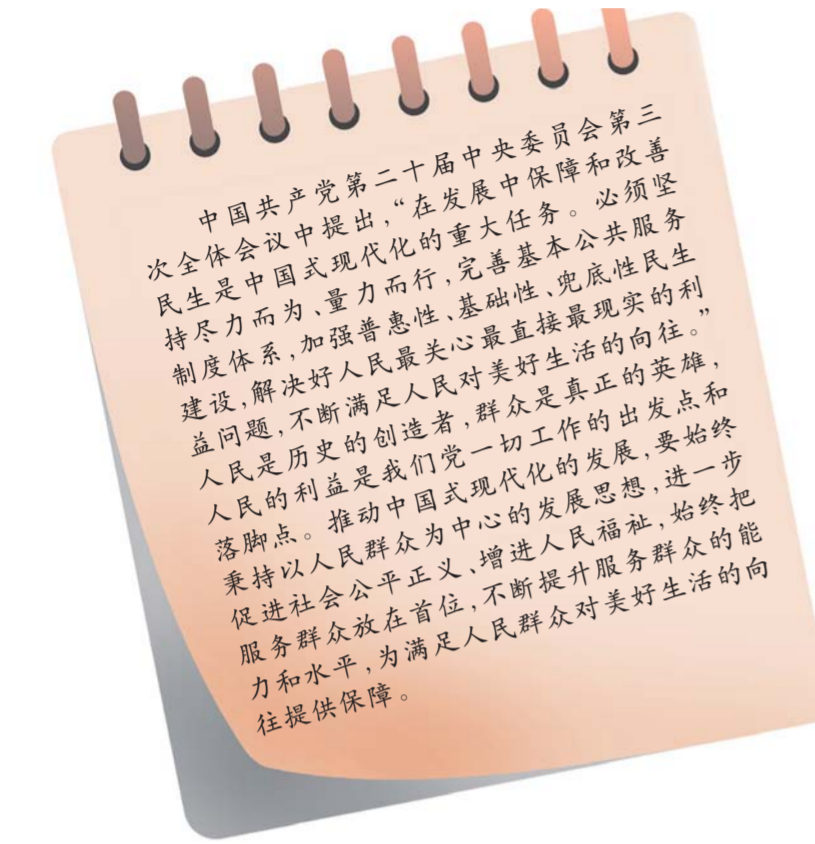 中国共产党第二十届中央委员会第三
次全体会议中提出，“在发展中保障和改善
民生是中国式现代化的重大任务。必须坚
持尽力而为、量力而行，完善基本公共服务
制度体系，加强普惠性、基础性、兜底性民生
建设，解决好人民最关心最直接最现实的利
益问题，不断满足人民对美好生活的向往。”
人民是历史的创造者，群众是真正的英雄，
人民的利益是我们党一切工作的出发点和
落脚点。推动中国式现代化的发展，要始终
秉持以人民群众为中心的发展思想，进一步
促进社会公平正义、增进人民福祉，始终把
服务群众放在首位，不断提升服务群众的能
力和水平，为满足人民群众对美好生活的向
往提供保障。